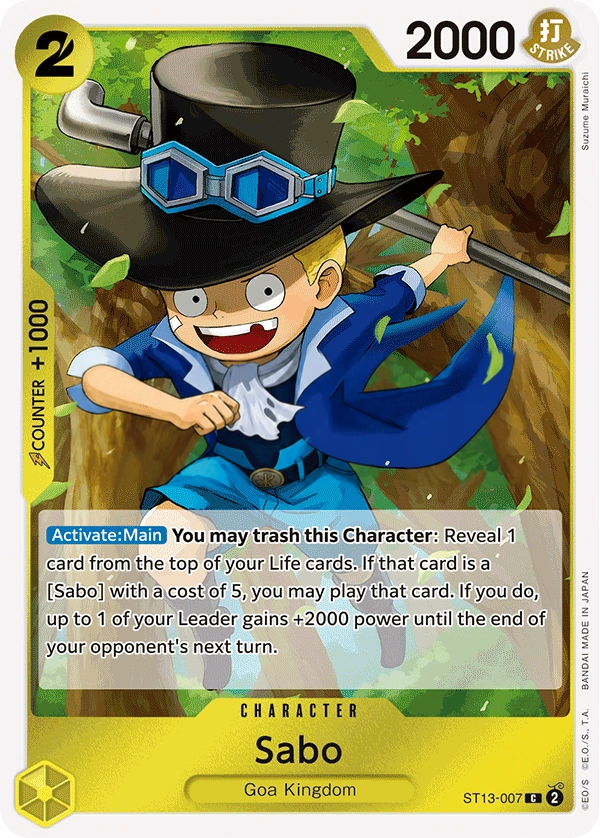 2
2000
打
STRIKE
Suzume Muraichi
COUNTER +1000
Activate:Main You may trash this Character: Reveal 1
card from the top of your Life cards. If that card is a
[Sabo] with a cost of 5, you may play that card. If you do,
up to 1 of your Leader gains +2000 power until the end of
your opponent's next turn.
CHARACTER
Sabo
Goa Kingdom
ST13-007 C 2
©EO/S ©E.O./S., T.A. BANDAI MADE IN JAPAN